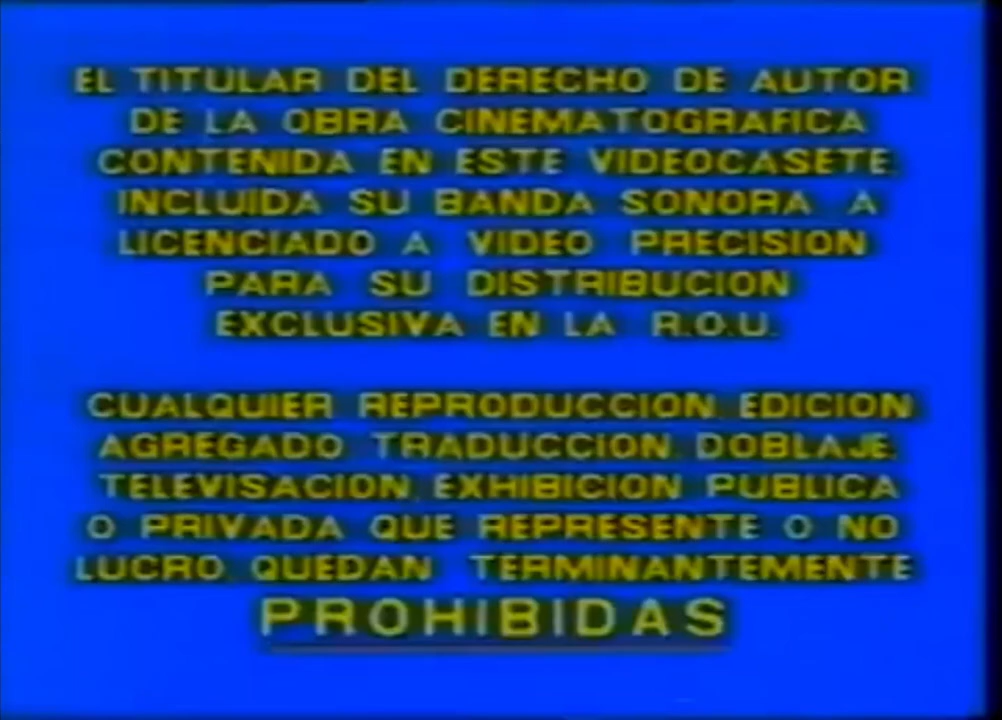 EL TITULAR DEL DERECHO DE AUTOR
DE LA OBRA CINEMATOGRAFICA
CONTENIDA EN ESTE VIDEOCASETE,
INCLUIDA SU BANDA SONORA A
LICENCIADO A VIDEO PRECISION
PARA SU DISTRIBUCION
EXCLUSIVA EN LA R.O.U.
CUALQUIER REPRODUCCION, EDICION
AGREGADO TRADUCCION, DOBLAJE,
TELEVISACION, EXHIBICION PUBLICA
O PRIVADA QUE REPRESENTE O NO
LUCRO, QUEDAN TERMINANTEMENTE
PROHIBIDAS